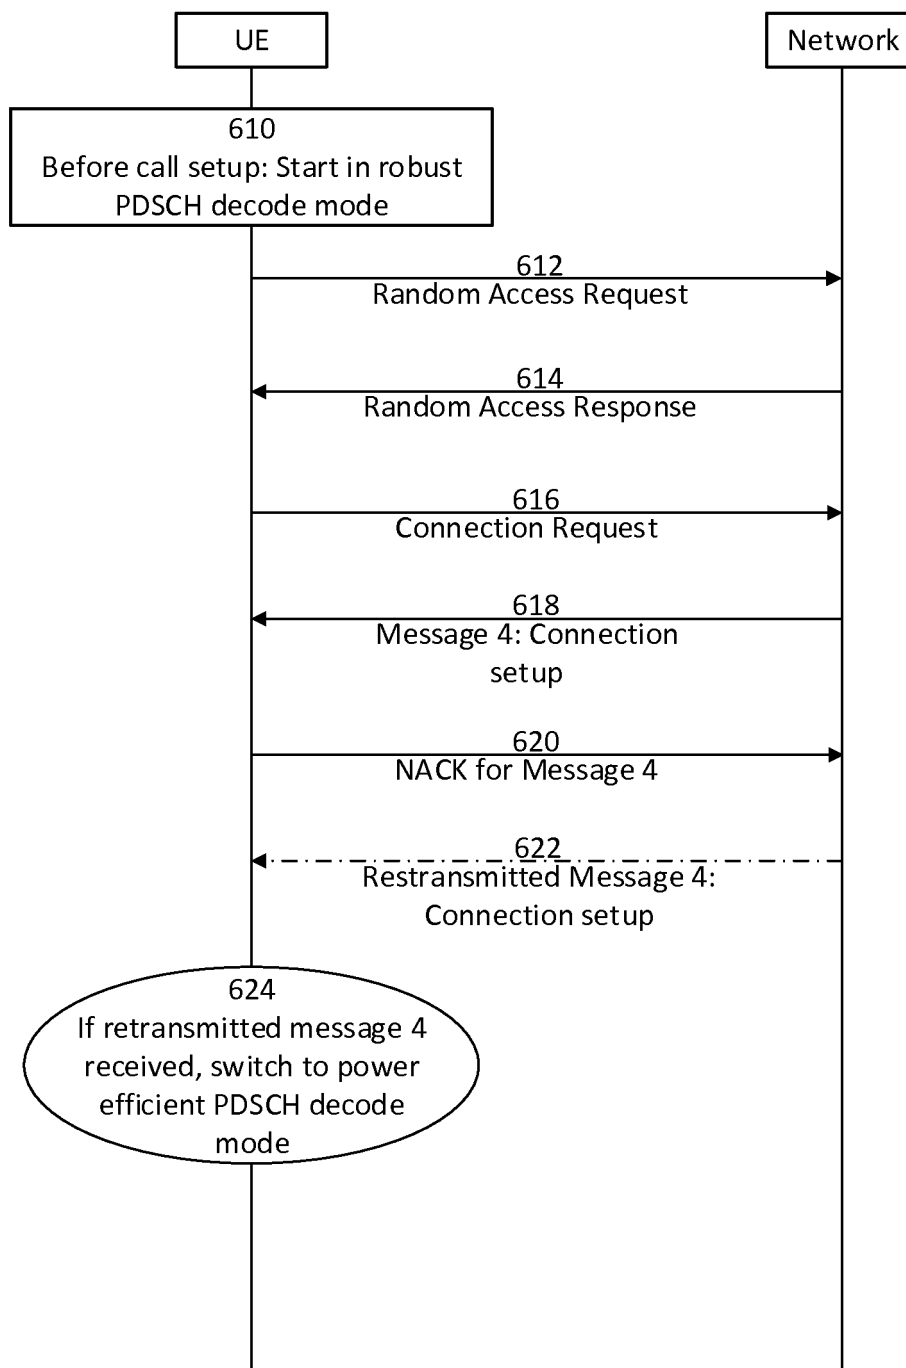 UE
Network
610
Before call setup: Start in robust
PDSCH decode mode
612
Random Access Request
614
Random Access Response
616
Connection Request
618
Message 4: Connection
setup
620
NACK for Message 4
622
Restransmitted Message 4:
Connection setup
624
If retransmitted message 4
received, switch to power
efficient PDSCH decode
mode